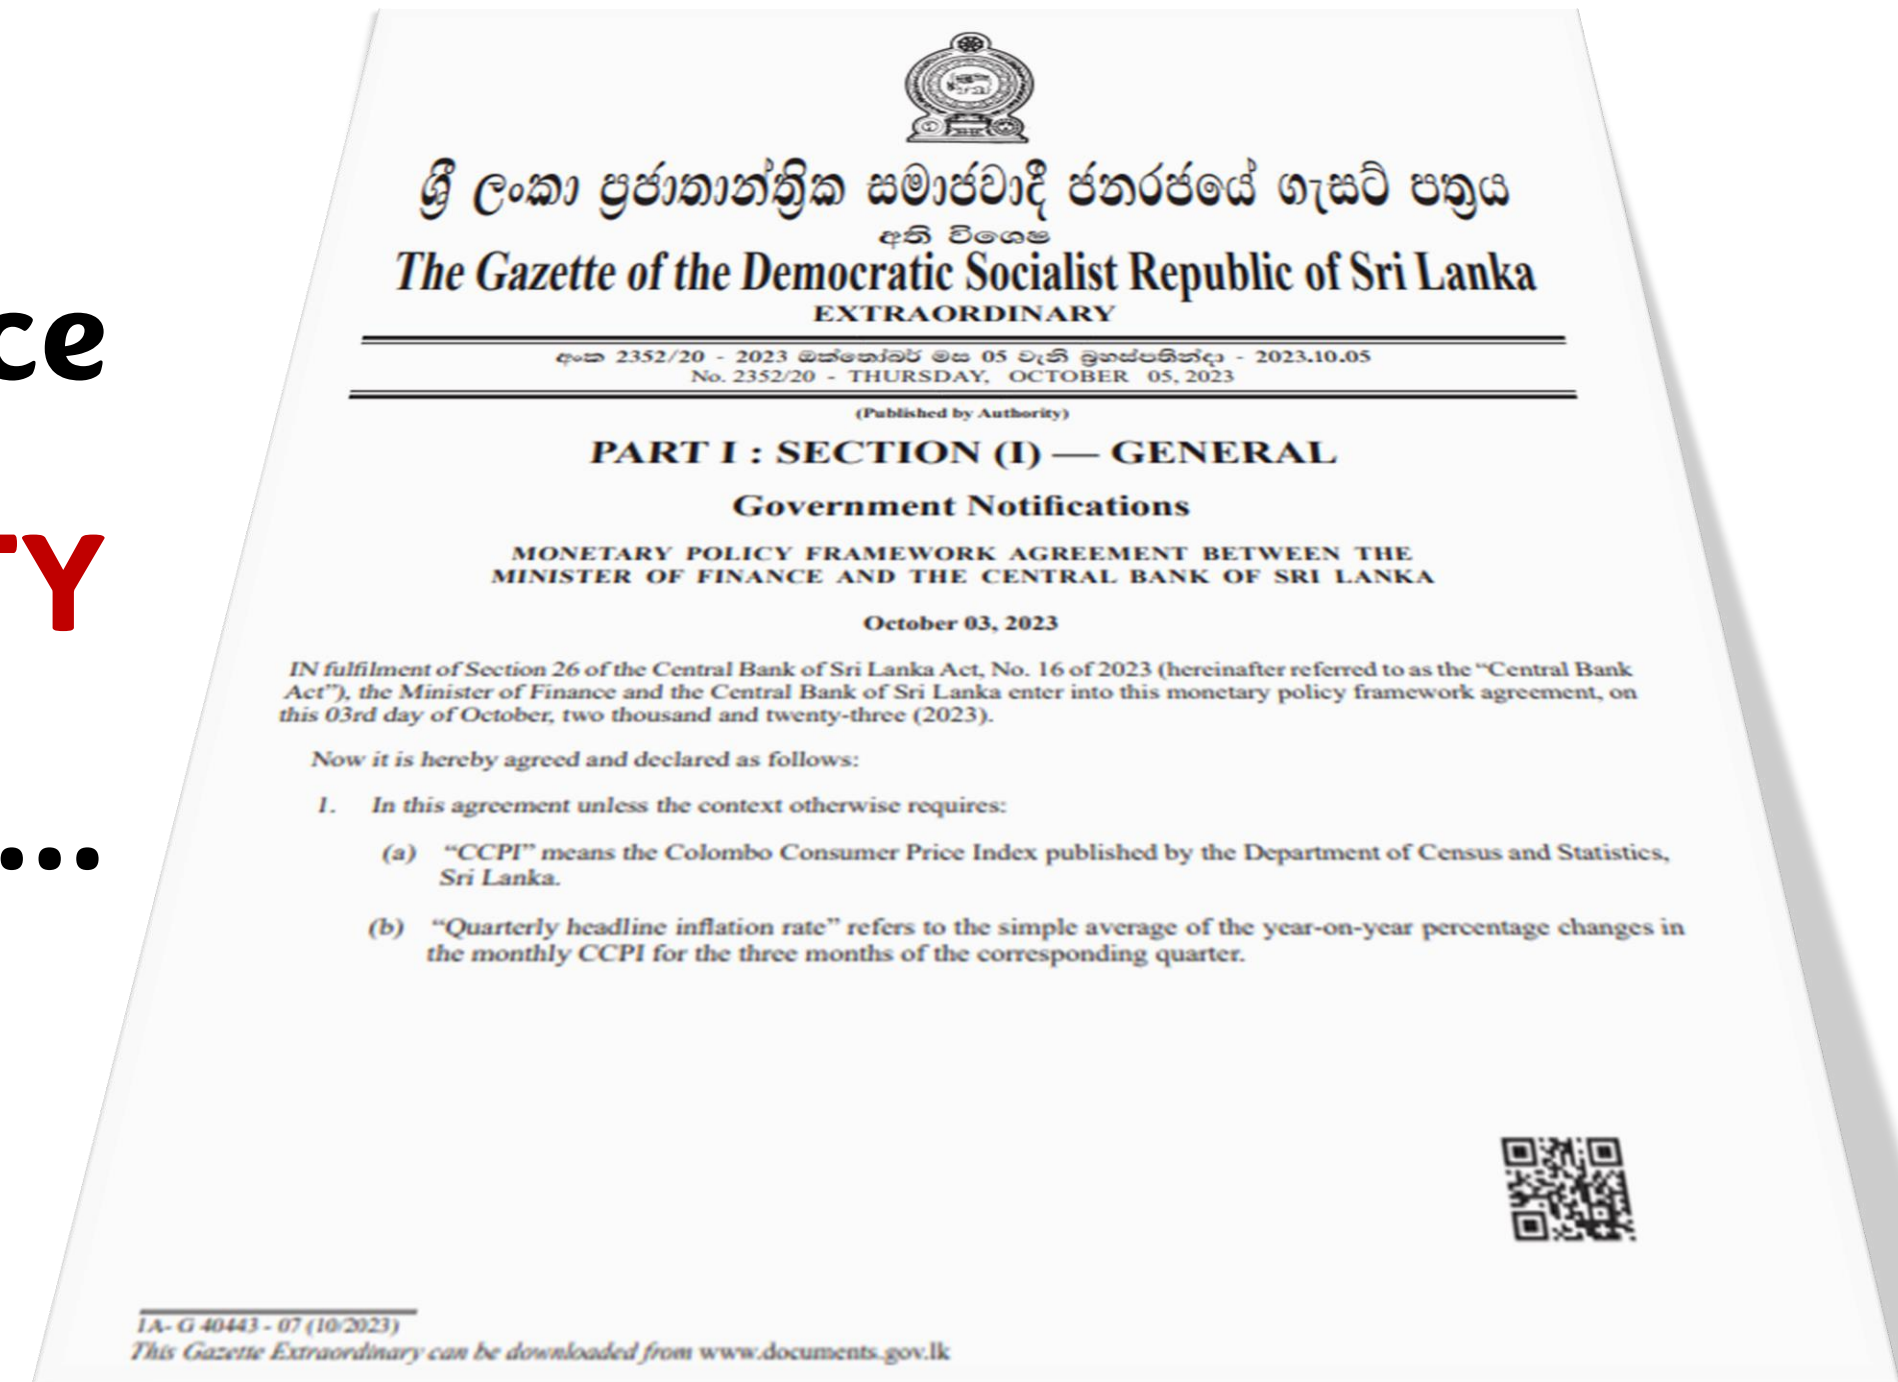 ce
TY
...
ශ්‍රී ලංකා ප්‍රජාතාන්ත්‍රික සමාජවාදී ජනරජයේ ගැසට් පත්‍රය
අති විශෙෂ
The Gazette of the Democratic Socialist Republic of Sri Lanka
EXTRAORDINARY
අංක 2352/20 - 2023 ඔක්තෝබර් මස 05 වැනි බ්‍රහස්පතින්දා - 2023.10.05
No. 2352/20 - THURSDAY, OCTOBER 05, 2023
(Published by Authority)
PART I : SECTION (I) — GENERAL
Government Notifications
MONETARY POLICY FRAMEWORK AGREEMENT BETWEEN THE
MINISTER OF FINANCE AND THE CENTRAL BANK OF SRI LANKA
October 03, 2023
IN fulfilment of Section 26 of the Central Bank of Sri Lanka Act, No. 16 of 2023 (hereinafter referred to as the “Central Bank
Act”), the Minister of Finance and the Central Bank of Sri Lanka enter into this monetary policy framework agreement, on
this 03rd day of October, two thousand and twenty-three (2023).
Now it is hereby agreed and declared as follows:
1. In this agreement unless the context otherwise requires:
(a) “CCPI” means the Colombo Consumer Price Index published by the Department of Census and Statistics,
Sri Lanka.
(b) “Quarterly headline inflation rate” refers to the simple average of the year-on-year percentage changes in
the monthly CCPI for the three months of the corresponding quarter.
1A- G 40443 - 07 (10/2023)
This Gazette Extraordinary can be downloaded from www.documents.gov.lk